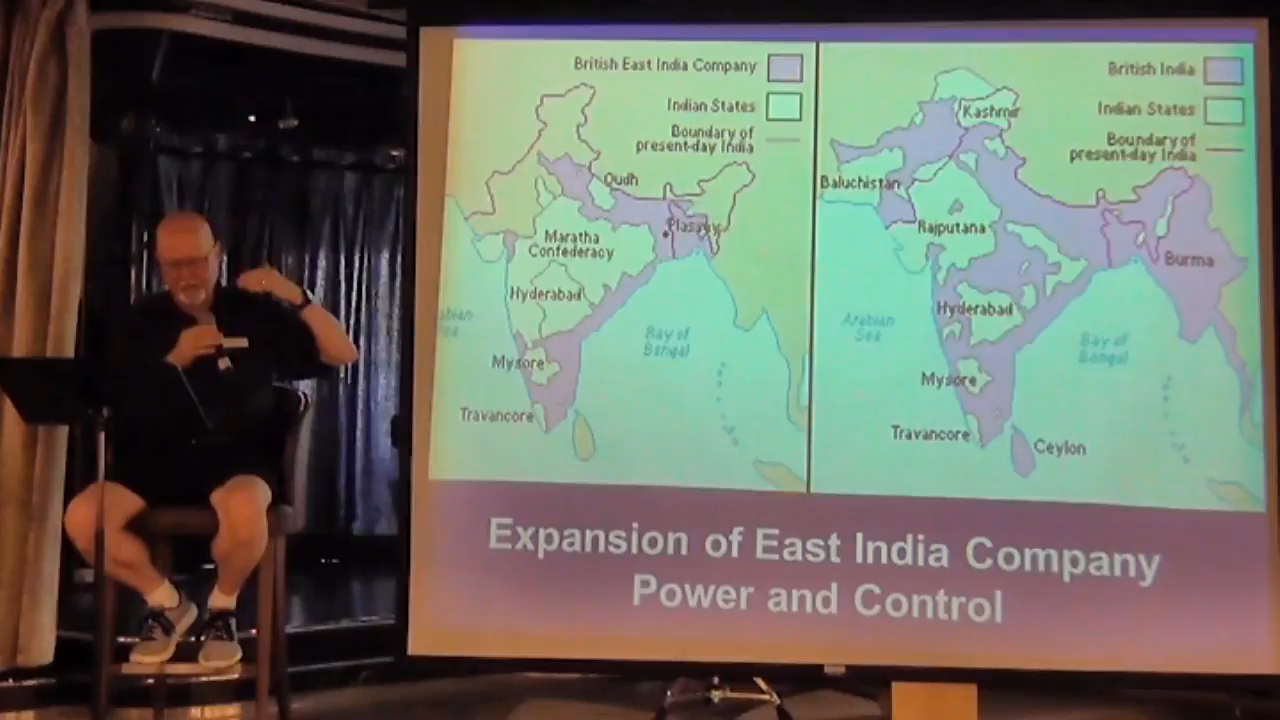 British East India Company
Indian States
Boundary of
present-day India
Oudh
Plassey
Maratha
Confederacy
Hyderabad
Bay of
Bengal
Mysore
Travancore
British India
Indian States
Boundary of
present-day India
Kashmir
Baluchistan
Rajputana
Burma
Hyderabad
Arabian
Sea
Bay of
Bengal
Mysore
Travancore
Ceylon
Expansion of East India Company
Power and Control